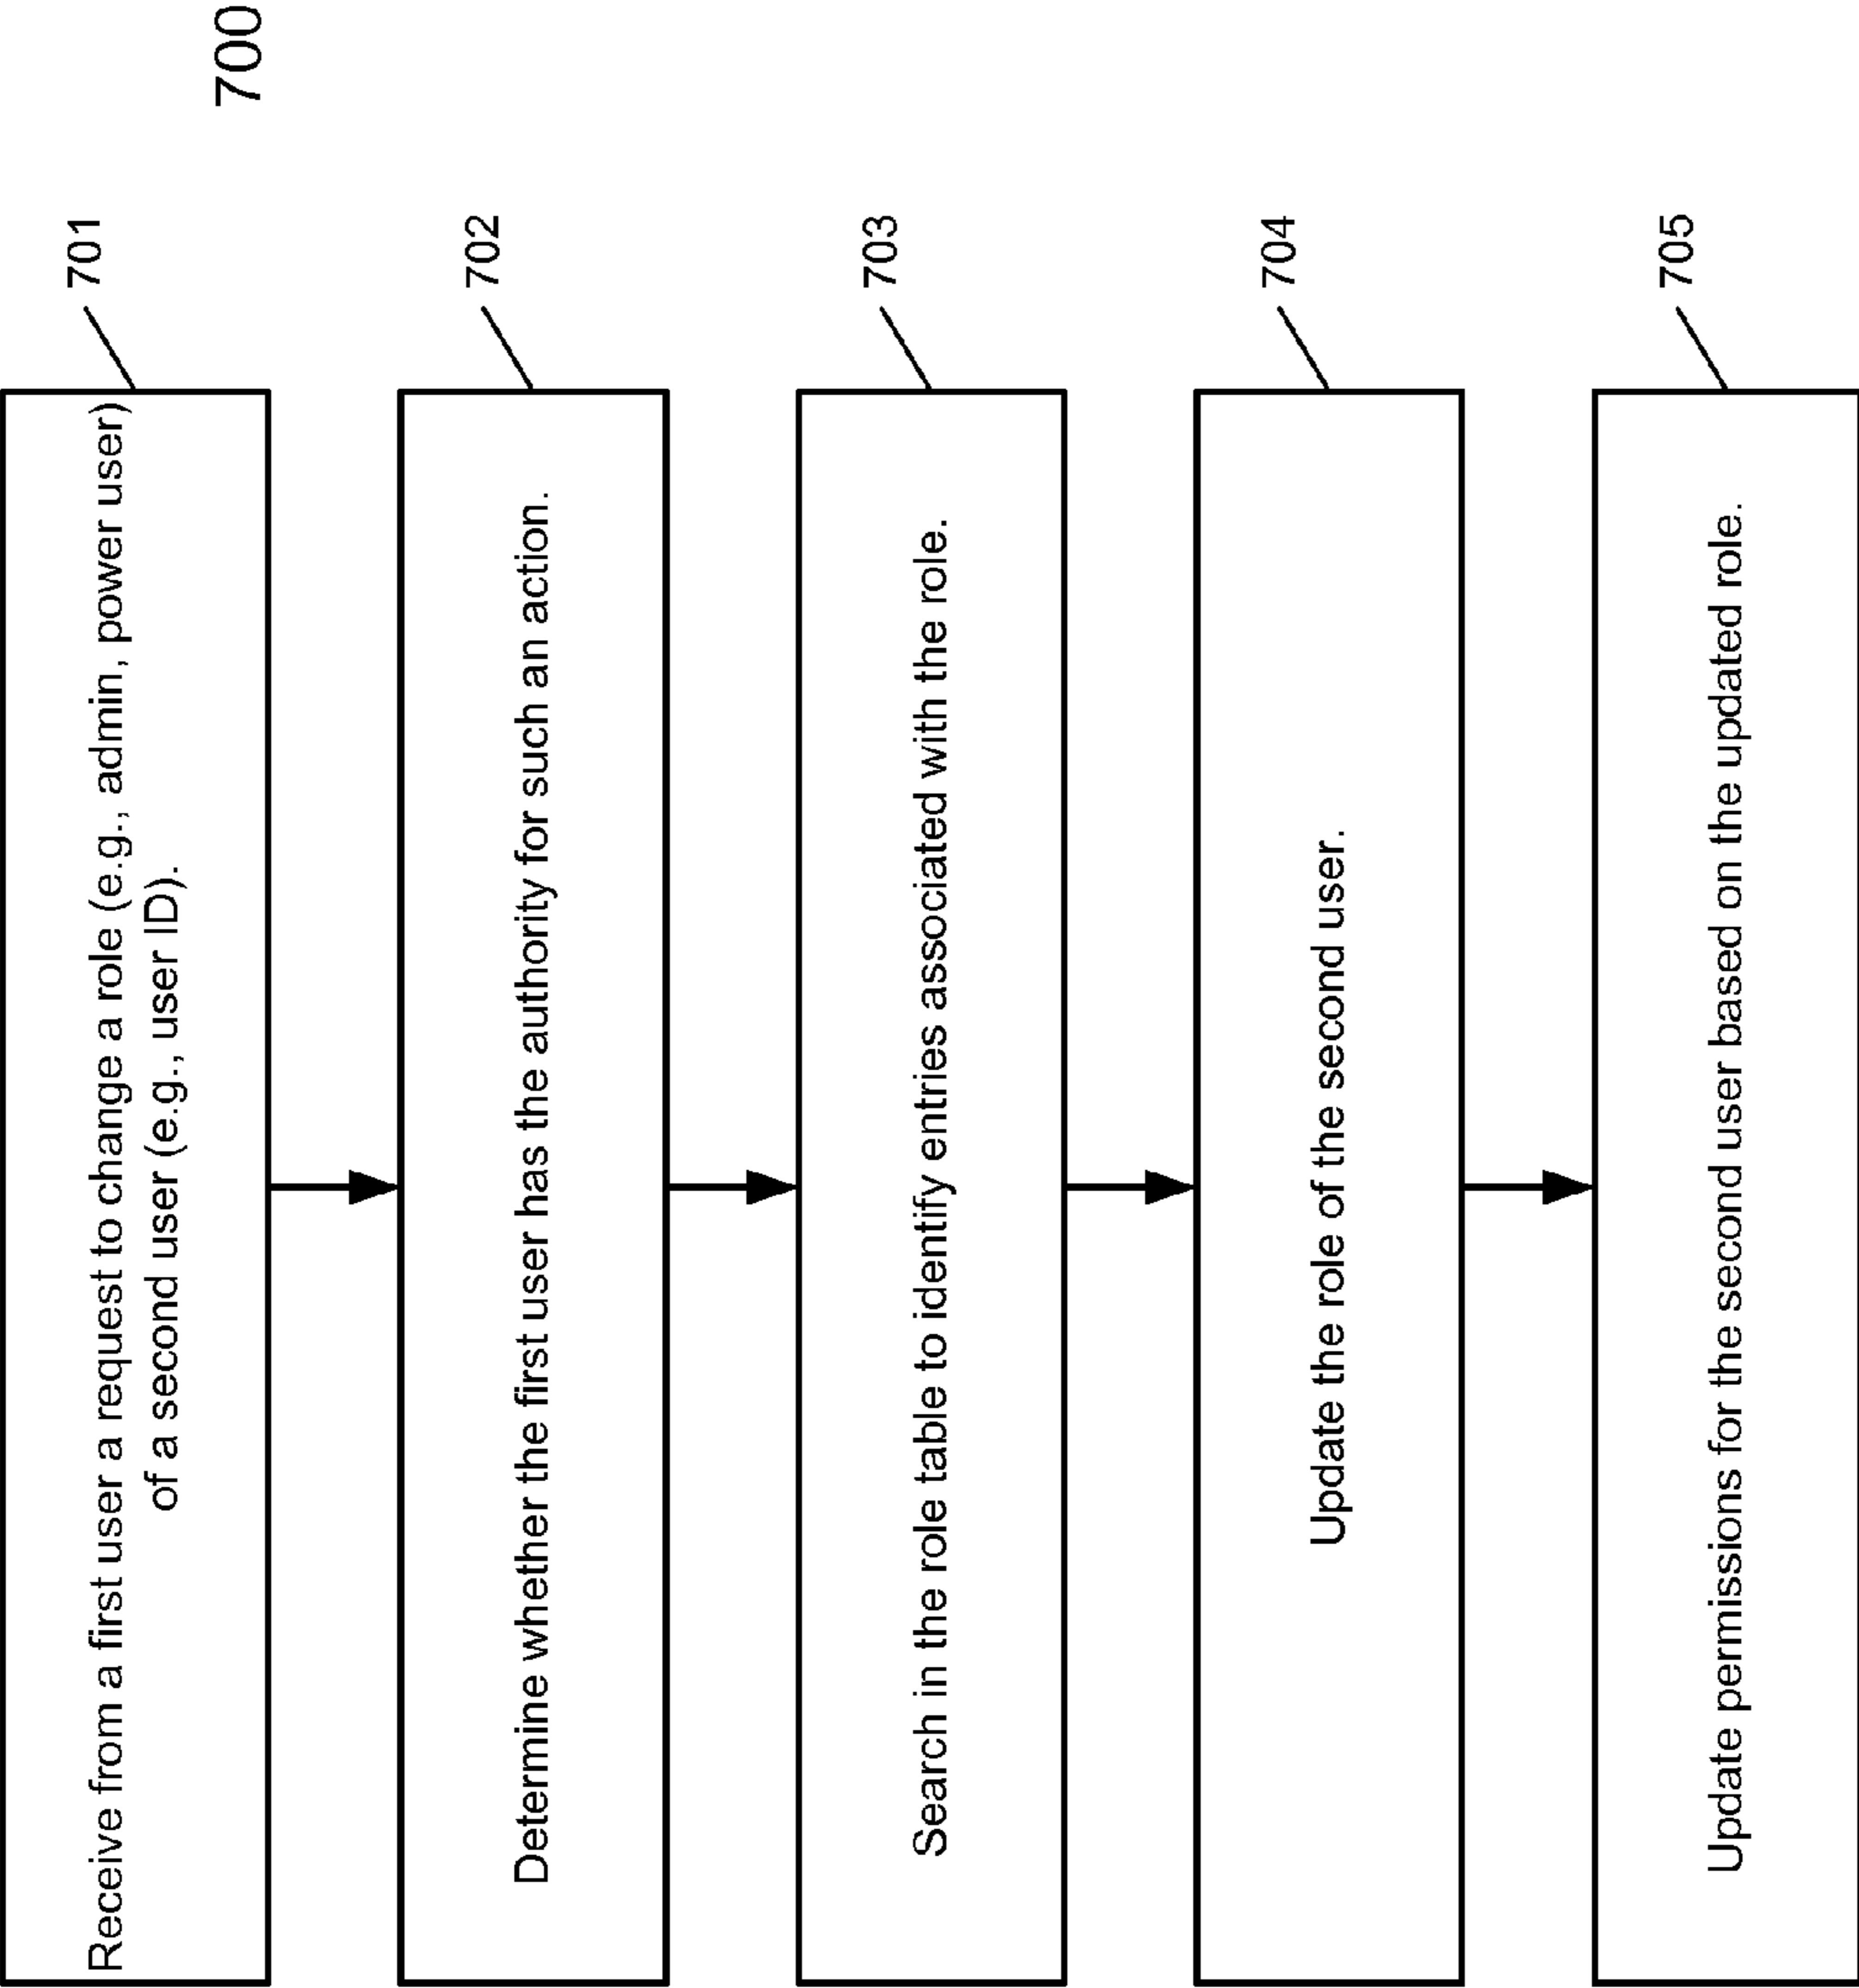 700
Receive from a first user a request to change a role (e.g., admin, power user)
of a second user (e.g., user ID).
701
Determine whether the first user has the authority for such an action.
702
Search in the role table to identify entries associated with the role.
703
Update the role of the second user.
704
Update permissions for the second user based on the updated role.
705